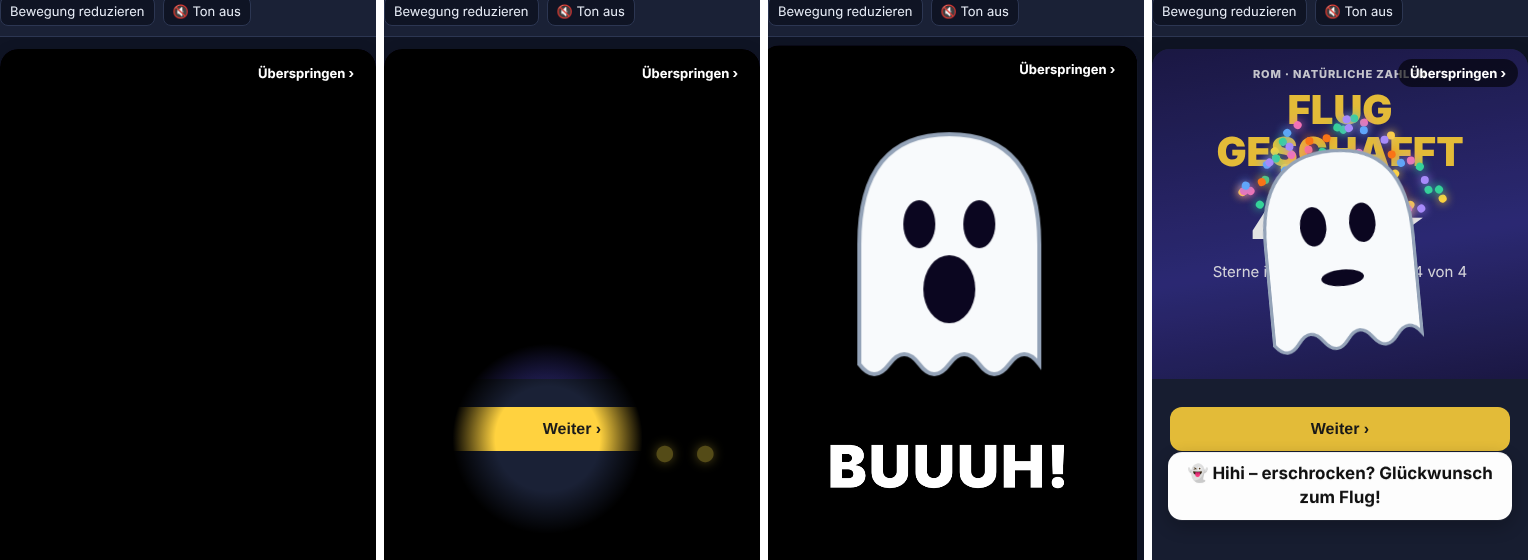 Bewegung reduzieren
🔇 Ton aus
Überspringen ›
Bewegung reduzieren
🔇 Ton aus
Überspringen ›
Weiter ›
Bewegung reduzieren
🔇 Ton aus
Überspringen ›
BUUUH!
Bewegung reduzieren
🔇 Ton aus
ROM · NATÜRLICHE
Überspringen ›
FLUG
GESCHAFFT
Sterne
4 von 4
Weiter ›
👻 Hihi – erschrocken? Glückwunsch
zum Flug!